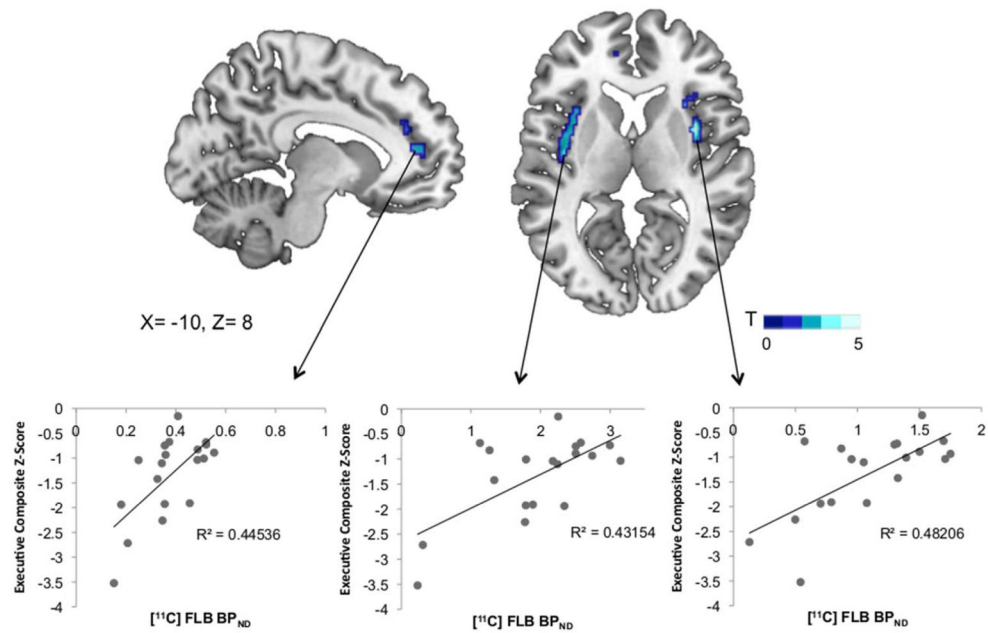 X= -10, Z= 8
T
0 5
0
-0.5
-1
-1.5
-2
-2.5
-3
-3.5
-4
0 0.2 0.4 0.6 0.8 1
Executive Composite Z-Score
R² = 0.44536
[¹¹C] FLB BPND
0
-0.5
-1
-1.5
-2
-2.5
-3
-3.5
-4
0 1 2 3
Executive Composite Z-Score
R² = 0.43154
[¹¹C] FLB BPND
0
-0.5
-1
-1.5
-2
-2.5
-3
-3.5
-4
0 0.5 1 1.5 2
Executive Composite Z-Score
R² = 0.48206
[¹¹C] FLB BPND